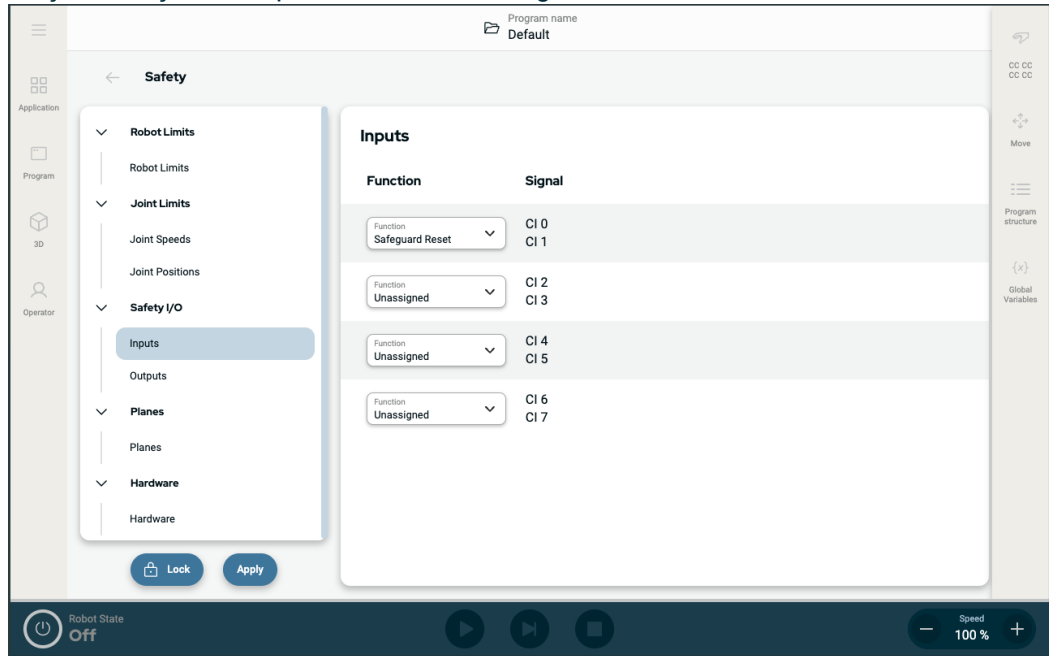 Program name
Default
CC CC
CC CC
Safety
Application
Robot Limits
Inputs
Move
Robot Limits
Program
Function Signal
Joint Limits
Program
structure
Function
Safeguard Reset
CI 0
CI 1
Joint Speeds
3D
Joint Positions
{x}
Global
Variables
Function
Unassigned
CI 2
CI 3
Operator
Safety I/O
Inputs
Function
Unassigned
CI 4
CI 5
Outputs
Planes
Function
Unassigned
CI 6
CI 7
Planes
Hardware
Hardware
Lock
Apply
Robot State
Off
Speed
100 %